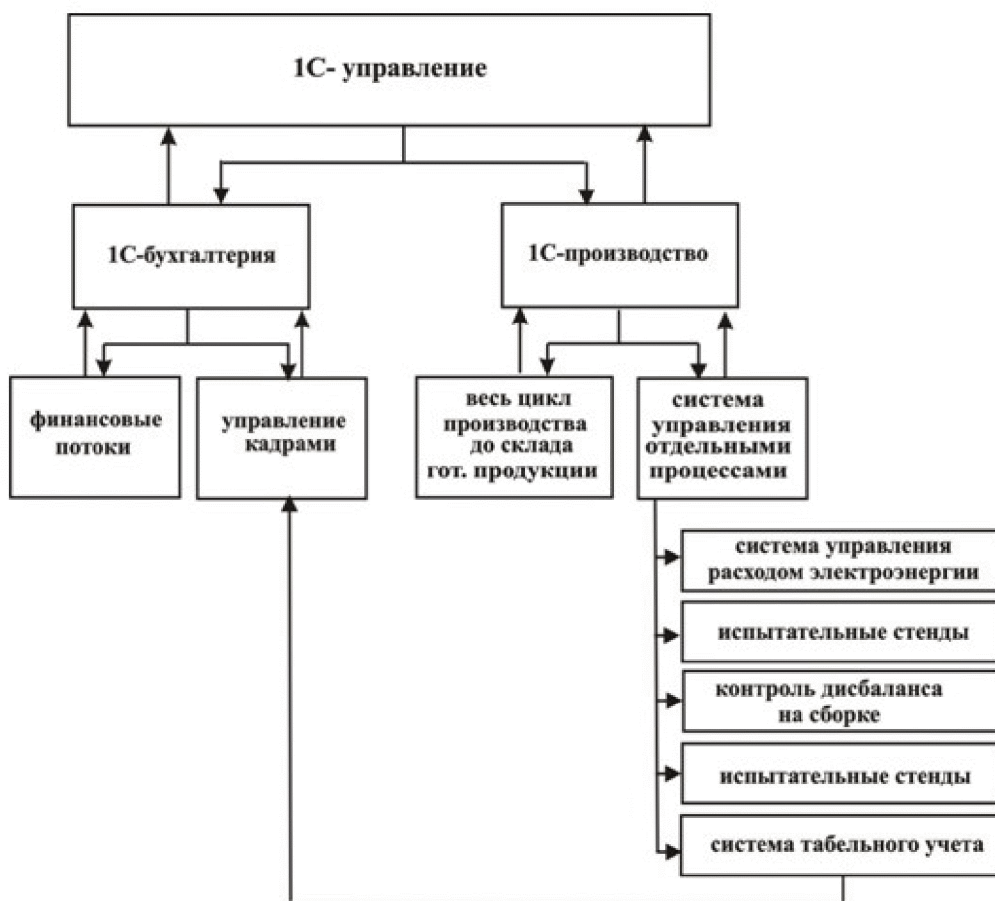 1С- управление
1С-бухгалтерия
1С-производство
финансовые
потоки
управление
кадрами
весь цикл
производства
до склада
гот. продукции
система
управления
отдельными
процессами
система управления
расходом электроэнергии
испытательные стенды
контроль дисбаланса
на сборке
испытательные стенды
система табельного учета